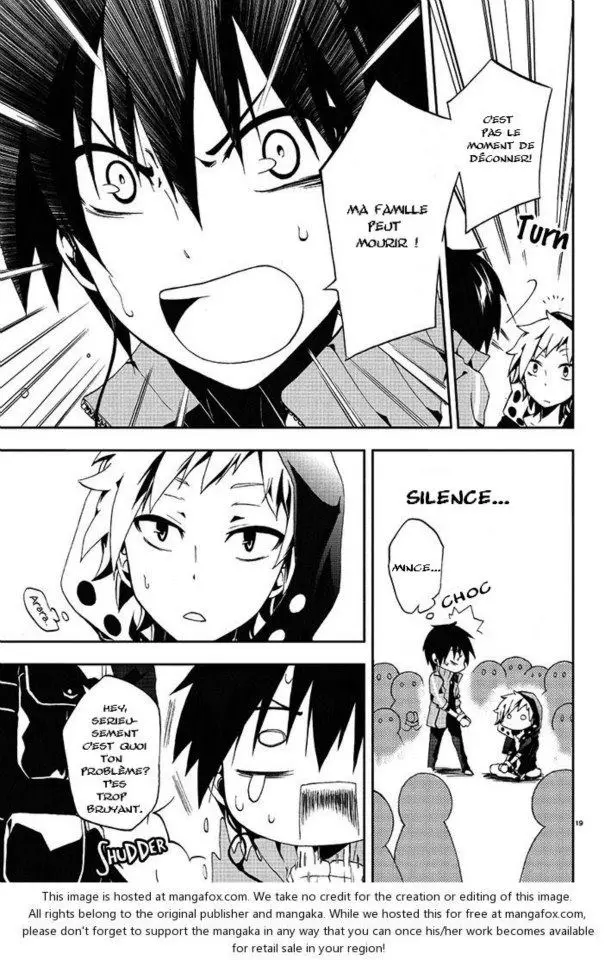 C'EST
PAS LE
MOMENT DE
DÉCONNER!
MA FAMILLE
PEUT
MOURIR !
Turn
SILENCE...
MINCE...
CHOC
Arara..
HEY,
SERIEU-
SEMENT
C'EST QUOI
TON
PROBLÈME?
T'ES
TROP
BRUYANT.
SHUDDER
19
This image is hosted at mangafox.com. We take no credit for the creation or editing of this image.
All rights belong to the original publisher and mangaka. While we hosted this for free at mangafox.com,
please don't forget to support the mangaka in any way that you can once his/her work becomes available
for retail sale in your region!